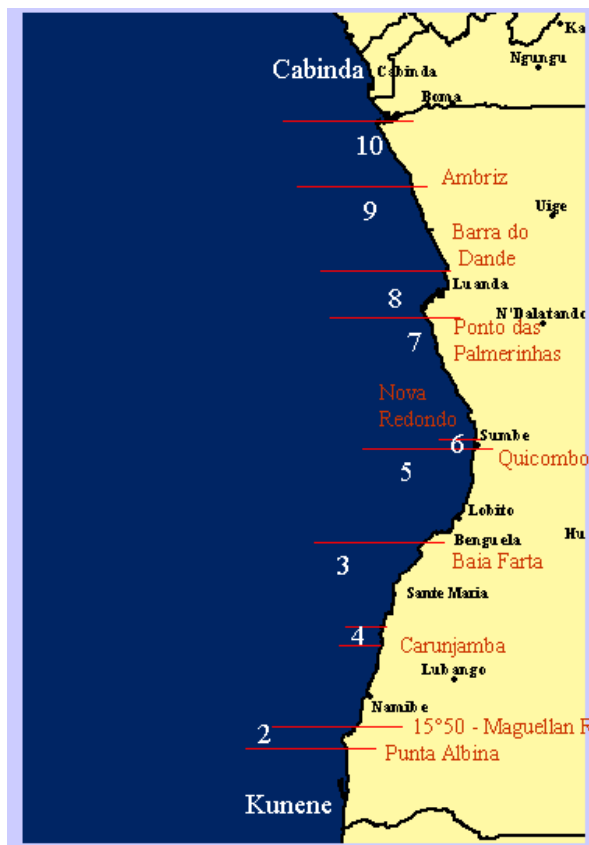 Ka
Ngungu
Cabinda
Cabinda
Boma
10
Ambriz
9
Uige
Barra do
Dande
Luanda
8
N'Dalatando
Ponto das
7
Palmerinhas
Nova
Redondo
6
Sumbe
Quicombo
5
Lobito
Benguela
Hu
3
Baia Farta
Sante Maria
4
Carunjamba
Lubango
Namibe
15°50 - Maguellan R
2
Punta Albina
Kunene